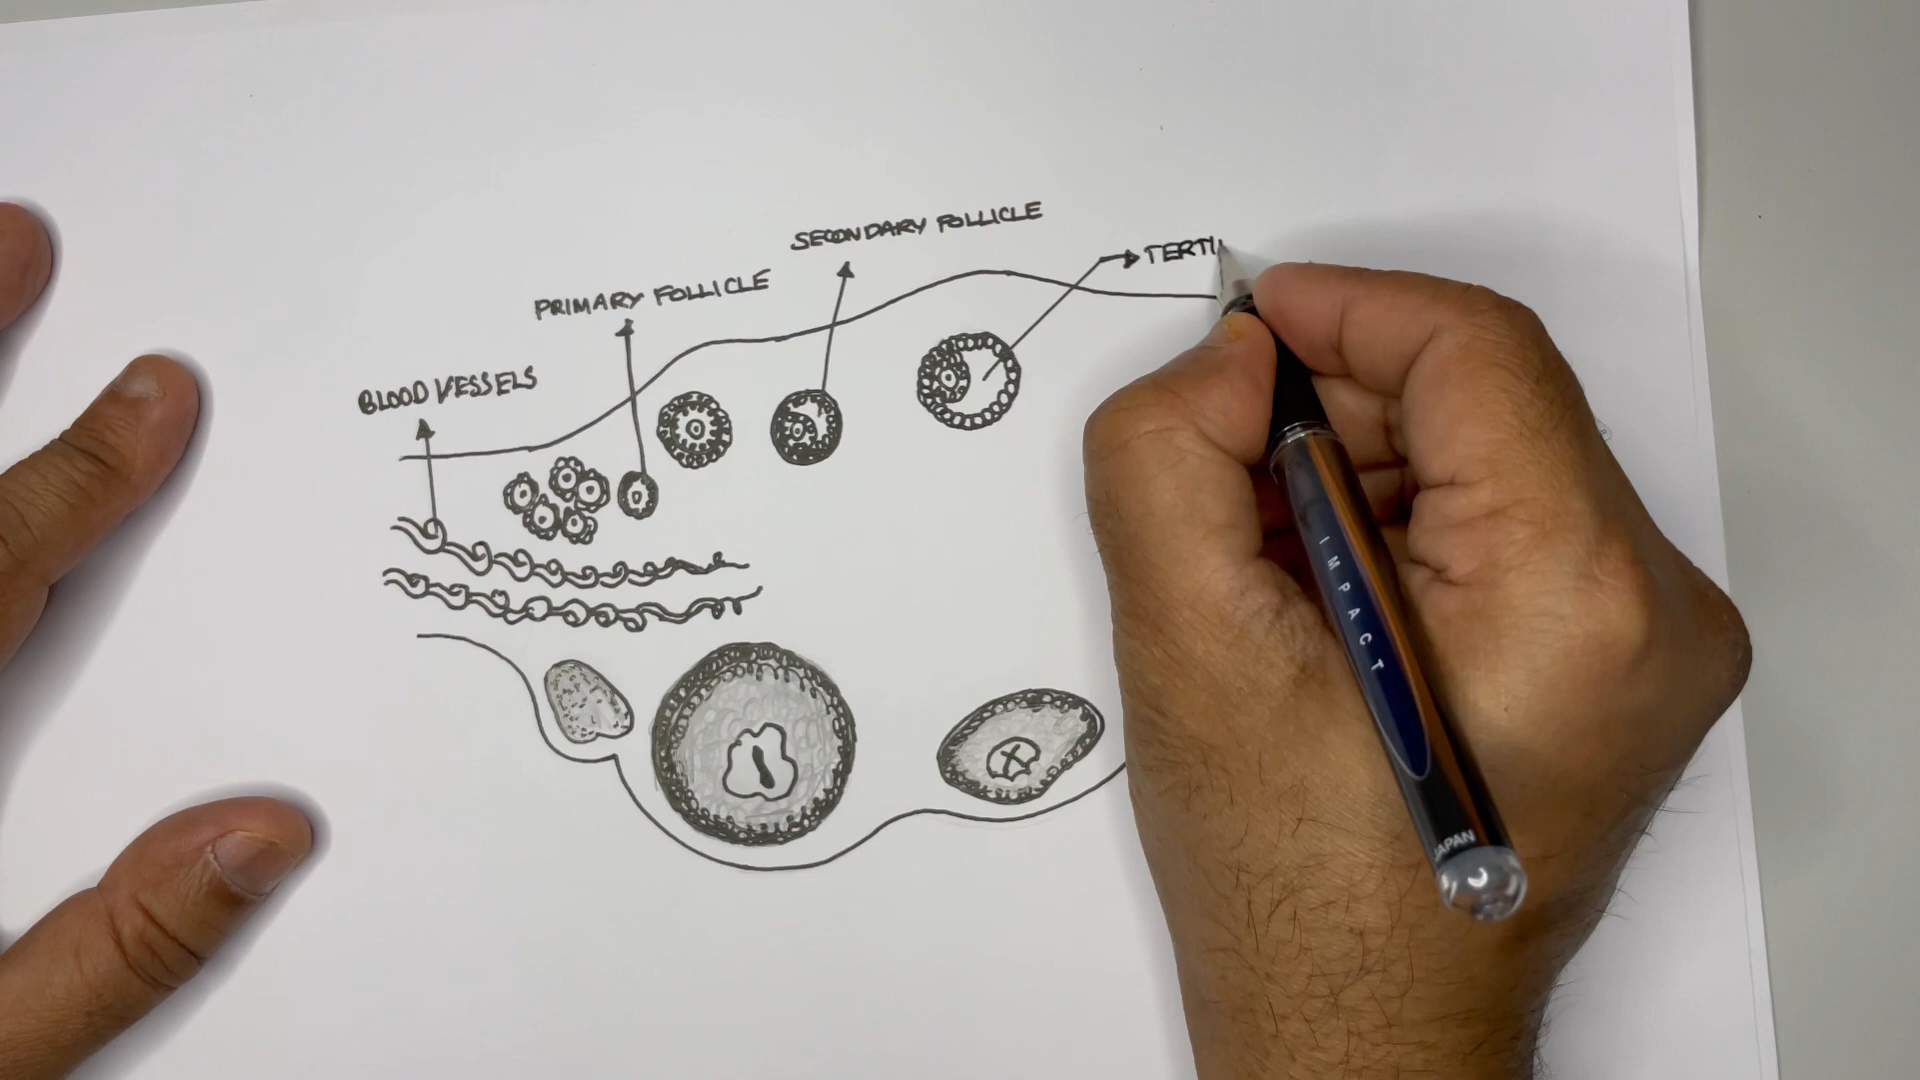 SECONDARY FOLLICLE
TERTI
PRIMARY FOLLICLE
BLOOD VESSELS
IMPACT
JAPAN